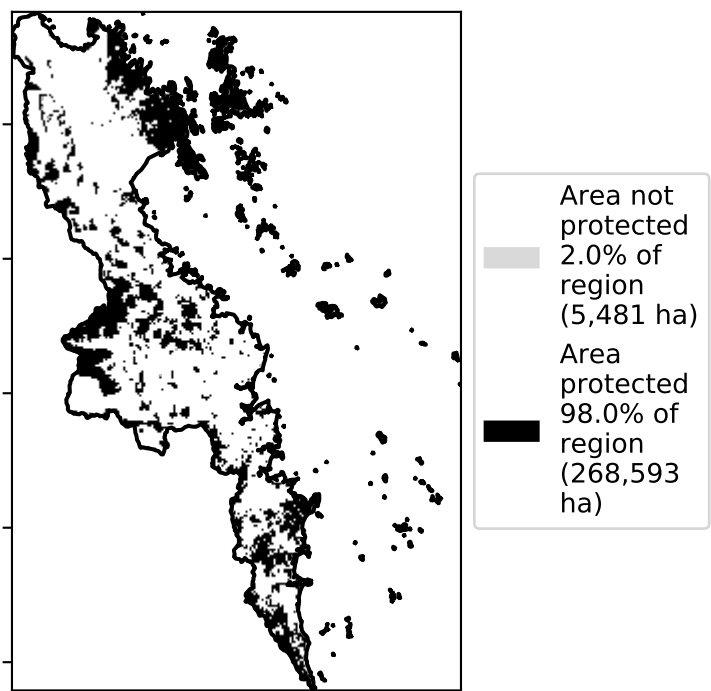 Area not
protected
2.0% of
region
(5,481 ha)
Area
protected
98.0% of
region
(268,593
ha)